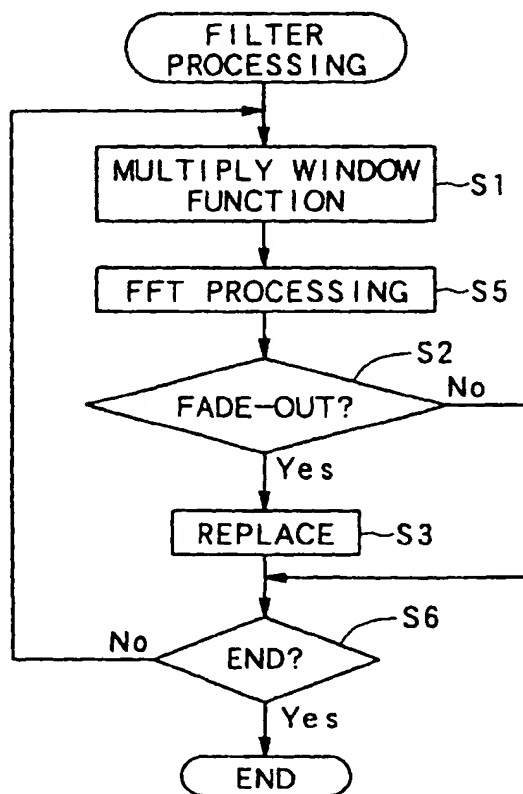 FILTER
PROCESSING
MULTIPLY WINDOW
FUNCTION
S1
FFT PROCESSING
S5
S2
FADE-OUT?
No
Yes
REPLACE
S3
S6
No
END?
Yes
END